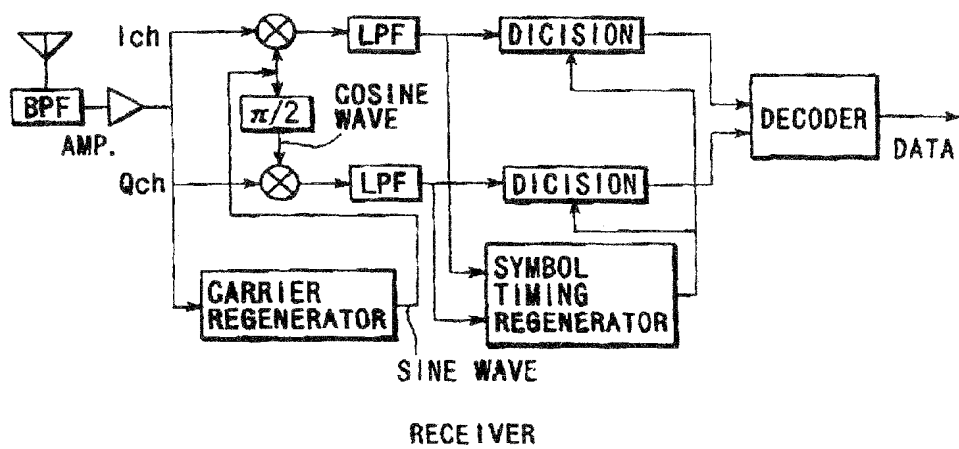 Ich
LPF
DICISION
BPF
AMP.
π/2
COSINE
WAVE
DECODER
DATA
Qch
LPF
DICISION
CARRIER
REGENERATOR
SYMBOL
TIMING
REGENERATOR
SINE WAVE
RECEIVER